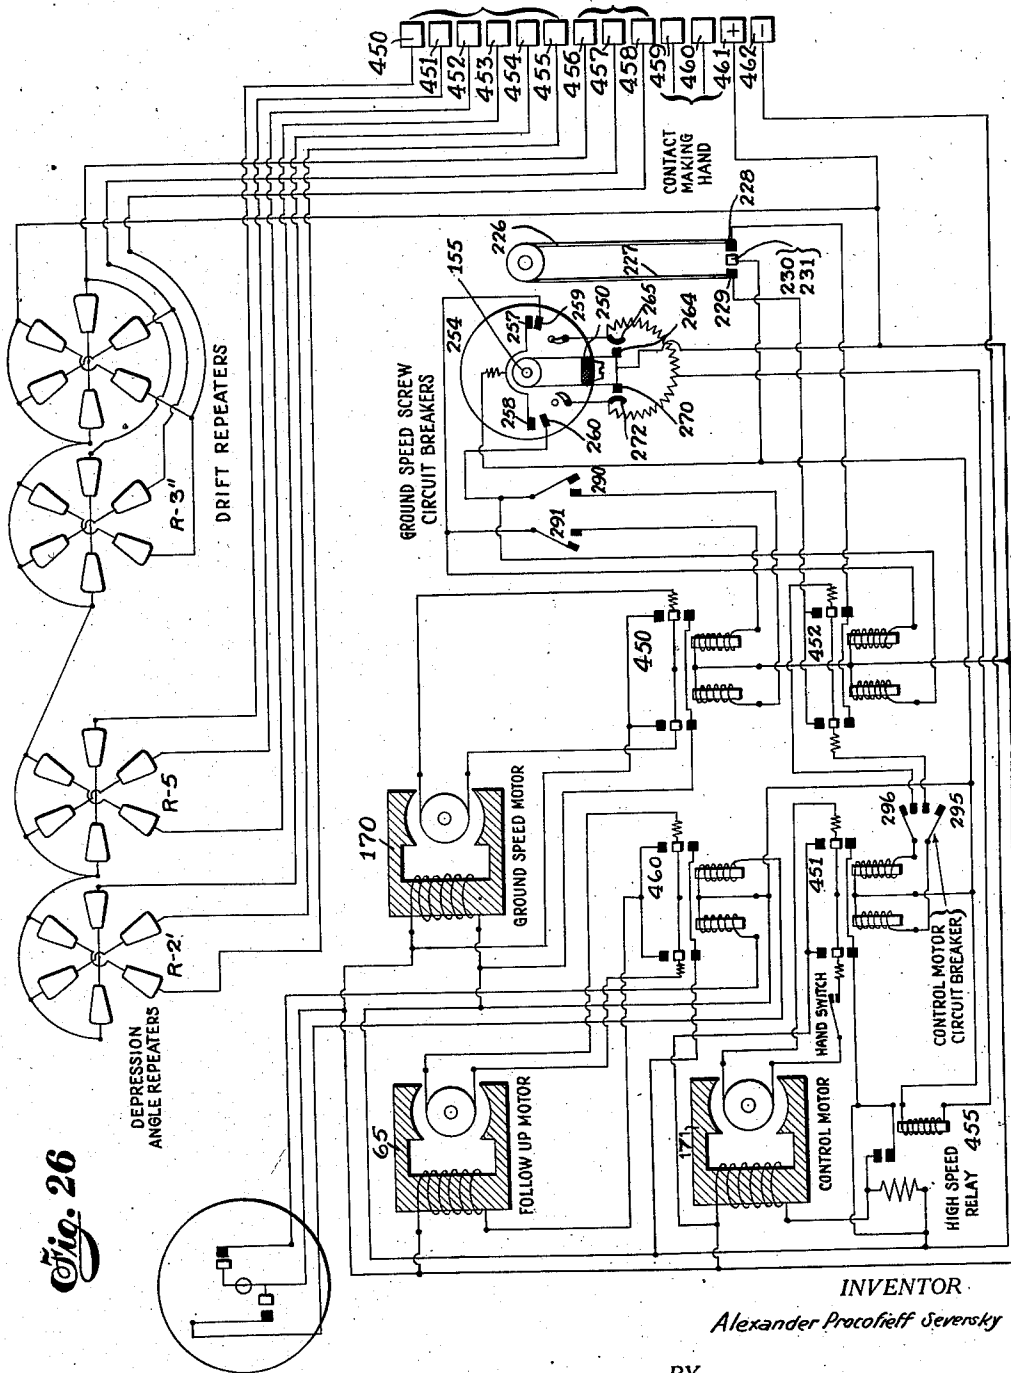 Fig. 26
DEPRESSION
ANGLE REPEATERS
R-2'
R-5
R-3"
DRIFT REPEATERS
450
451
452
453
454
455
456
457
458
459
460
461
462
+
-
CONTACT
MAKING
HAND
GROUND SPEED SCREW
CIRCUIT BREAKERS
254
155
226
227
228
229
230
231
257
258
259
260
250
265
264
270
272
290
291
170
GROUND SPEED MOTOR
450
452
65
FOLLOW UP MOTOR
460
451
171
CONTROL MOTOR
HAND SWITCH
296
295
CONTROL MOTOR
CIRCUIT BREAKER
HIGH SPEED
RELAY 455
INVENTOR
Alexander Procofieff Seversky
BY